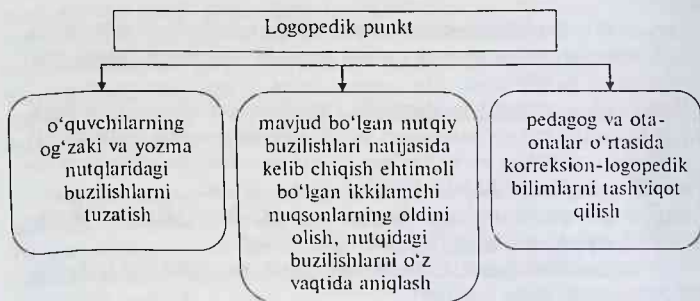 Logopedik punkt
o‘quvchilarning
og‘zaki va yozma
nutqlaridagi
buzilishlarni
tuzatish
mavjud bo‘lgan nutqiy
buzilishlari natijasida
kelib chiqish ehtimoli
bo‘lgan ikkilamchi
nuqsonlarning oldini
olish, nutqidagi
buzilishlarni o‘z
vaqtida aniqlash
pedagog va ota-
onalar o‘rtasida
korreksion-logopedik
bilimlarni tashviqot
qilish